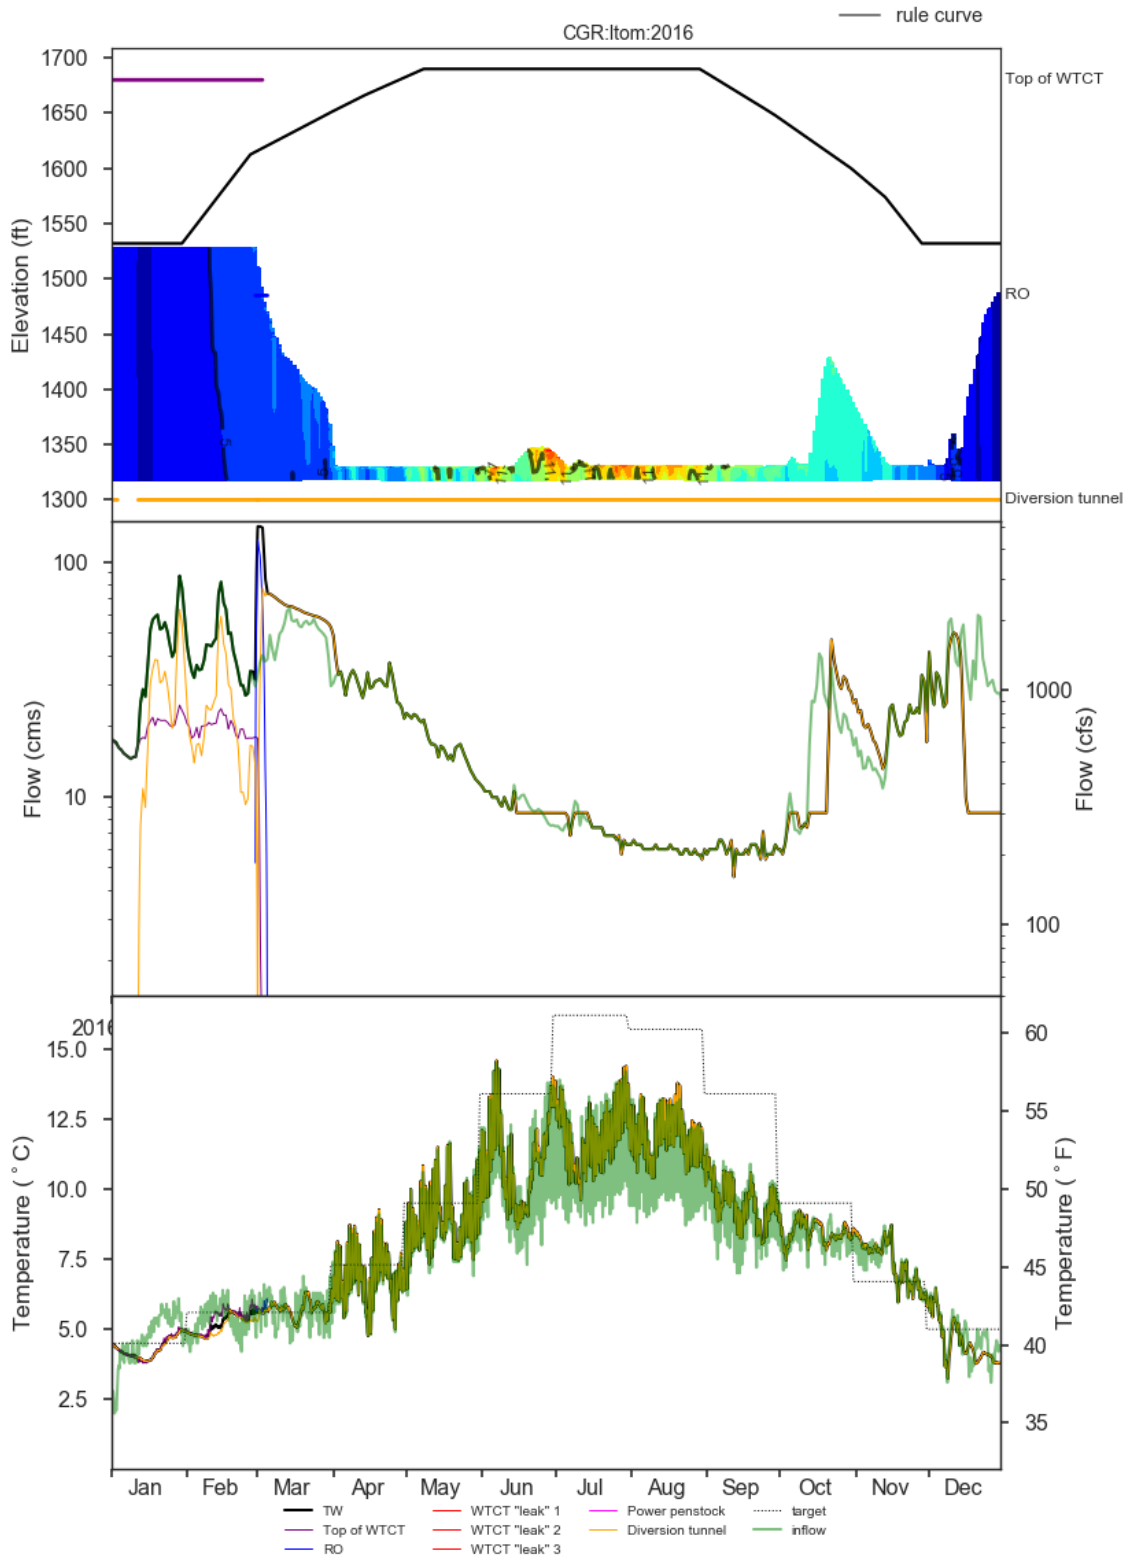 rule curve
CGR:ltom:2016
1700
1650
1600
1550
1500
1450
1400
1350
1300
Elevation (ft)
Top of WTCT
RO
Diversion tunnel
100
10
Flow (cms)
1000
100
Flow (cfs)
2016
15.0
12.5
10.0
7.5
5.0
2.5
Temperature (°C)
60
55
50
45
40
35
Temperature (°F)
Jan Feb Mar Apr May Jun Jul Aug Sep Oct Nov Dec
TW WTCT "leak" 1 Power penstock target
Top of WTCT WTCT "leak" 2 Diversion tunnel inflow
RO WTCT "leak" 3